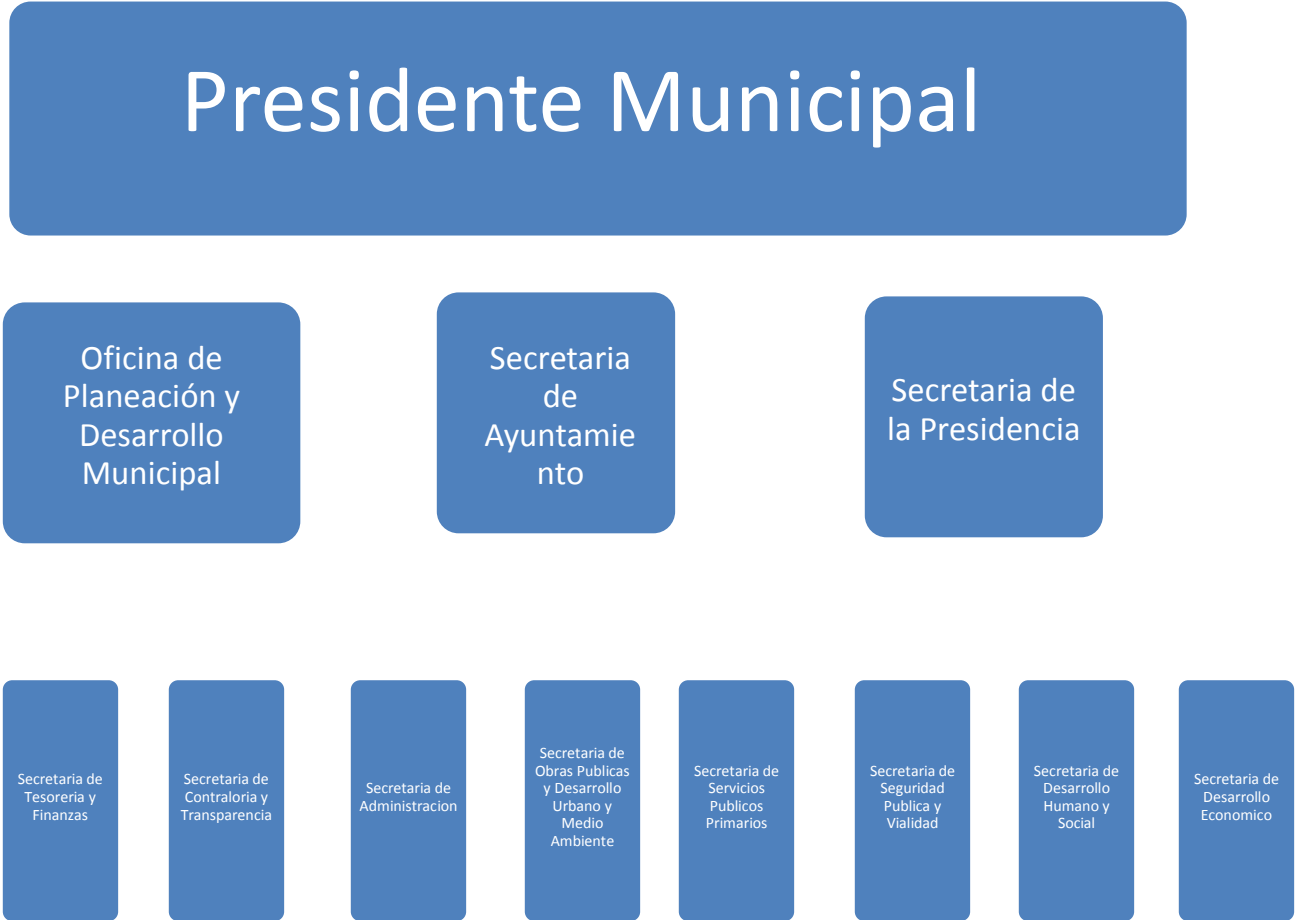 Presidente Municipal
Oficina de
Planeación y
Desarrollo
Municipal
Secretaria
de
Ayuntamie
nto
Secretaria de
la Presidencia
Secretaria de
Tesoreria y
Finanzas
Secretaria de
Contraloria y
Transparencia
Secretaria de
Administracion
Secretaria de
Obras Publicas
y Desarrollo
Urbano y
Medio
Ambiente
Secretaria de
Servicios
Publicos
Primarios
Secretaria de
Seguridad
Publica y
Vialidad
Secretaria de
Desarrollo
Humano y
Social
Secretaria de
Desarrollo
Economico